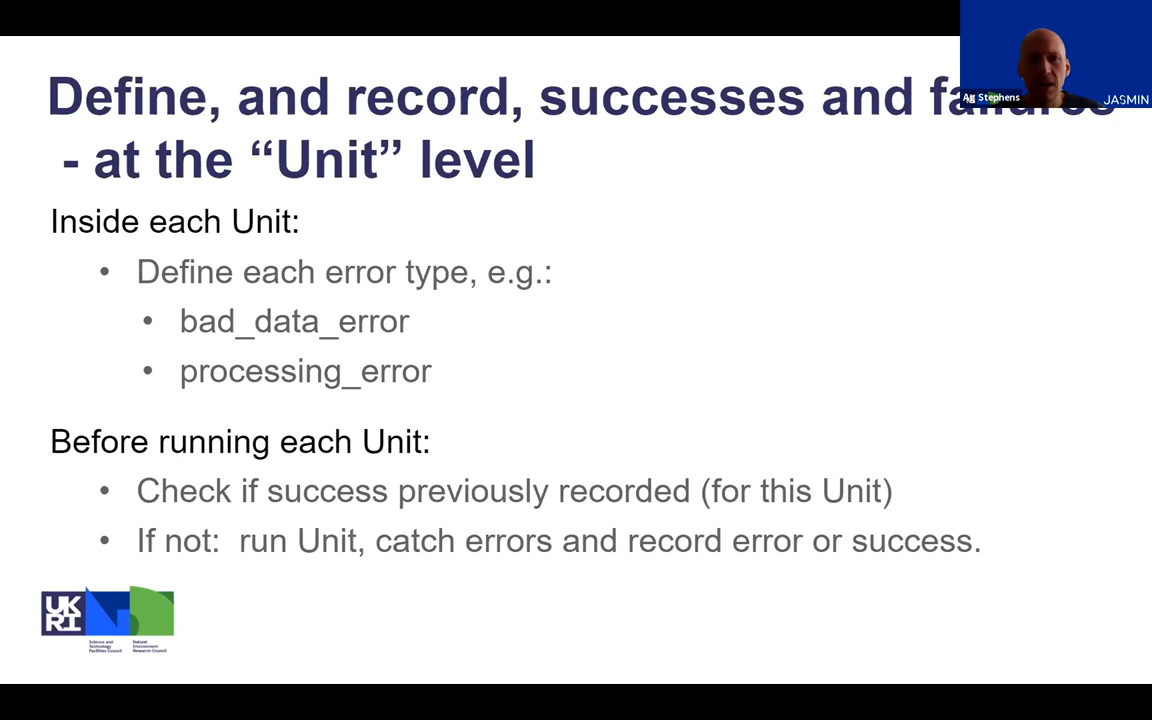 Define, and record, successes and failures
- at the “Unit” level
Inside each Unit:
• Define each error type, e.g.:
• bad_data_error
• processing_error
Before running each Unit:
• Check if success previously recorded (for this Unit)
• If not: run Unit, catch errors and record error or success.
Ag Stephens
JASMIN
UK
RI
Science and
Technology
Facilities Council
Natural
Environment
Research Council